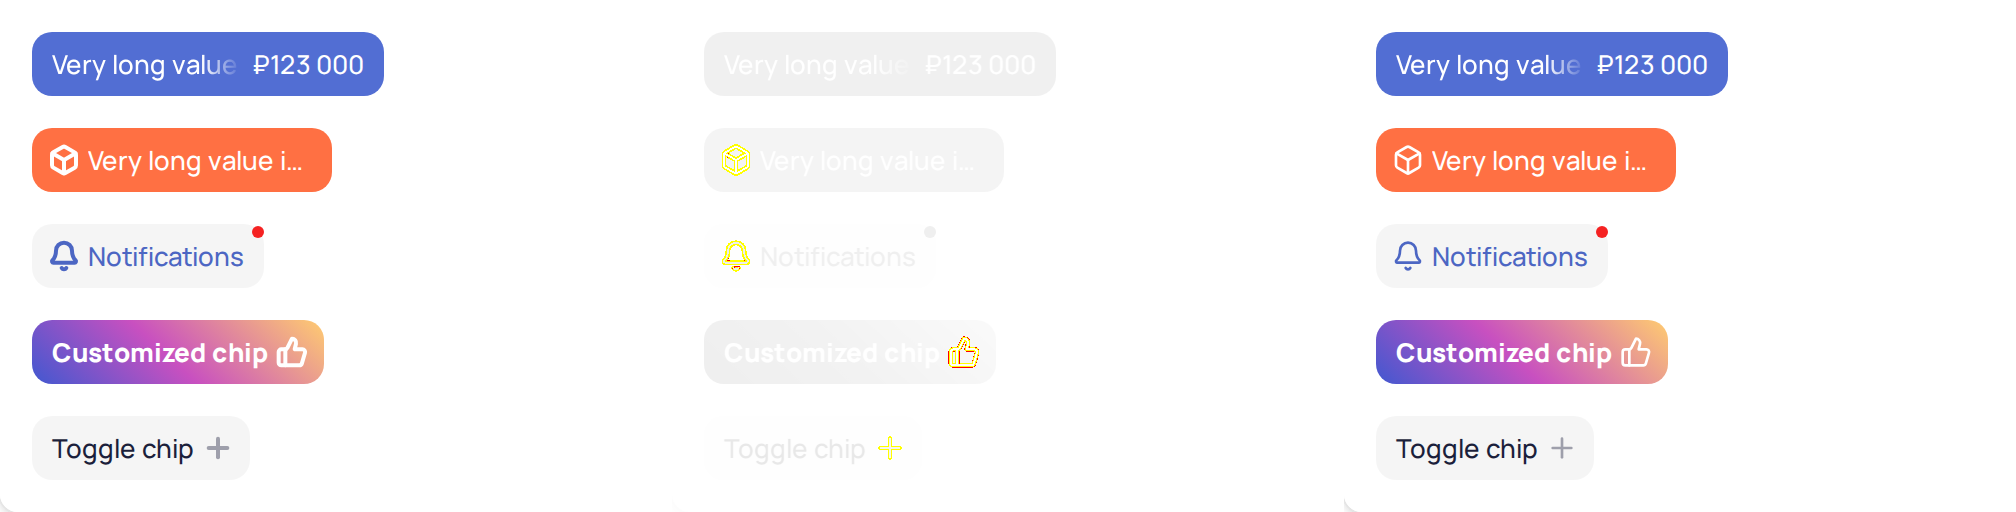 Very long value ₽123 000
Very long value i...
Notifications
Customized chip
Toggle chip
Very long value ₽123 000
Very long value i...
Notifications
Customized chip
Toggle chip
Very long value ₽123 000
Very long value i...
Notifications
Customized chip
Toggle chip